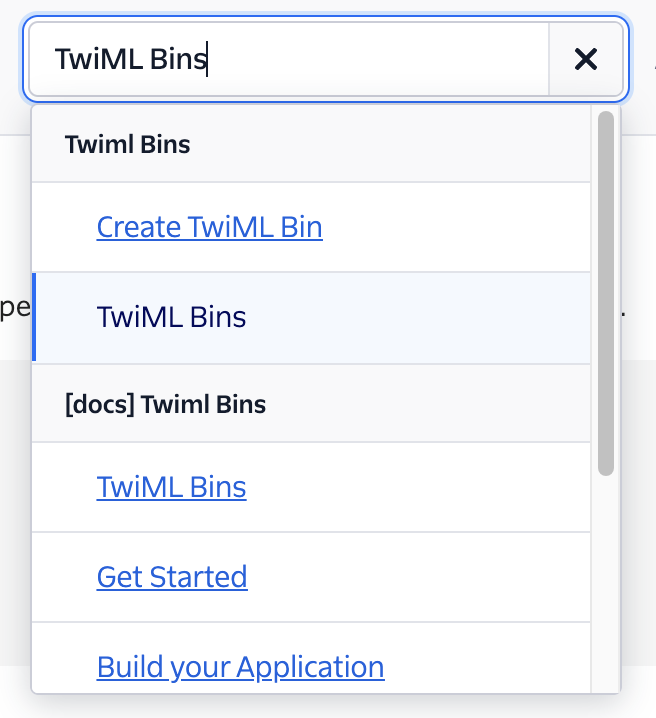 TwiML Bins
Twiml Bins
Create TwiML Bin
pe
TwiML Bins
.
[docs] Twiml Bins
TwiML Bins
Get Started
Build your Application